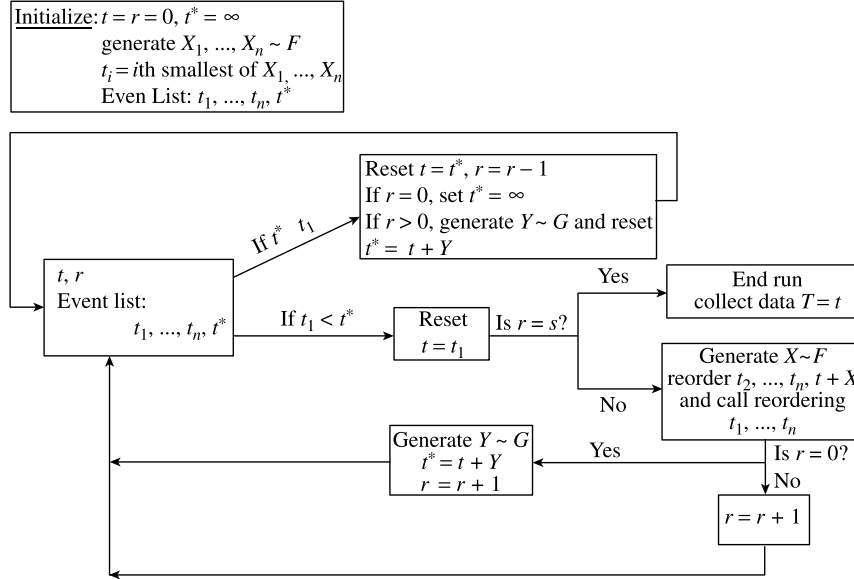 Initialize: t = r = 0, t* = ∞
generate X1, ..., Xn ~ F
ti = ith smallest of X1, ..., Xn
Even List: t1, ..., tn, t*
Reset t = t*, r = r − 1
If r = 0, set t* = ∞
If r > 0, generate Y ~ G and reset
t* = t + Y
If t* t1
t, r
Event list:
t1, ..., tn, t*
If t1 < t*
Reset
t = t1
Is r = s?
Yes
End run
collect data T = t
No
Generate X~F
reorder t2, ..., tn, t + X
and call reordering
t1, ..., tn
Is r = 0?
Yes
Generate Y ~ G
t* = t + Y
r = r + 1
No
r = r + 1